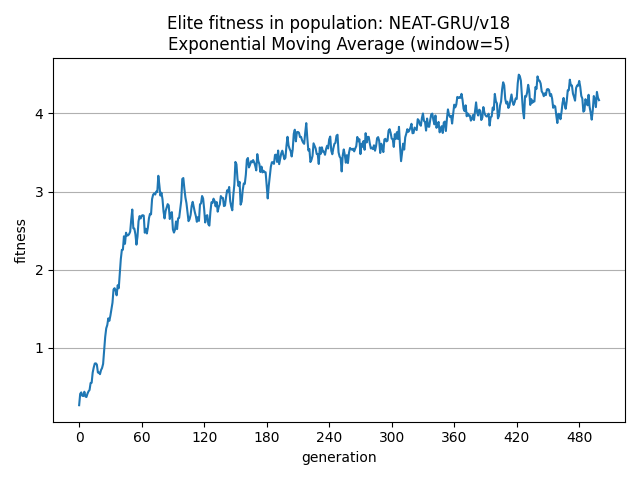 Elite fitness in population: NEAT-GRU/v18
Exponential Moving Average (window=5)
fitness
4
3
2
1
0 60 120 180 240 300 360 420 480
generation